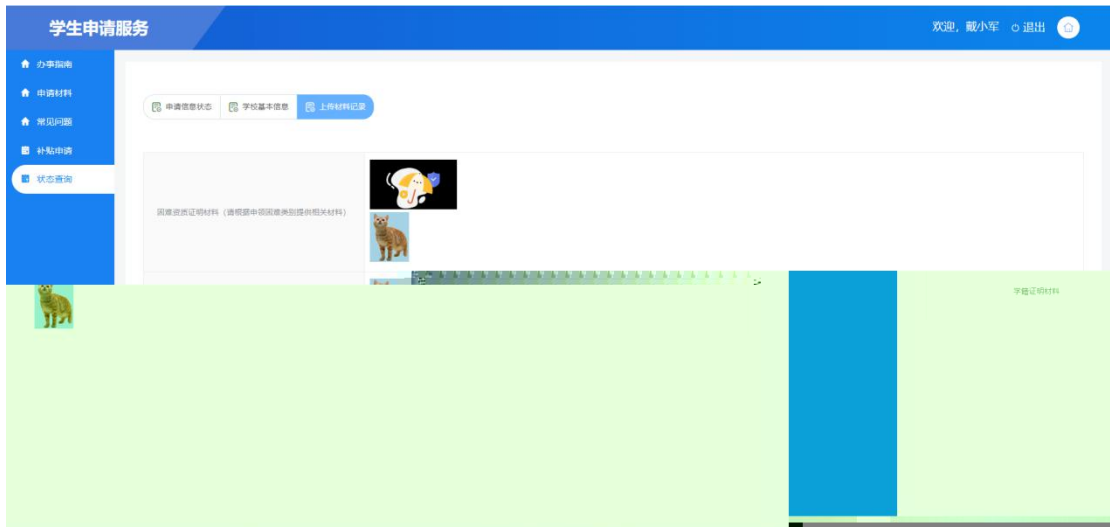 学生申请服务
欢迎，戴小军 退出
办事指南
申请材料
常见问题
补贴申请
状态查询
申请信息状态 学校基本信息 上传材料记录
困难资质证明材料（请根据申领困难类别提供相关材料）
学籍证明材料